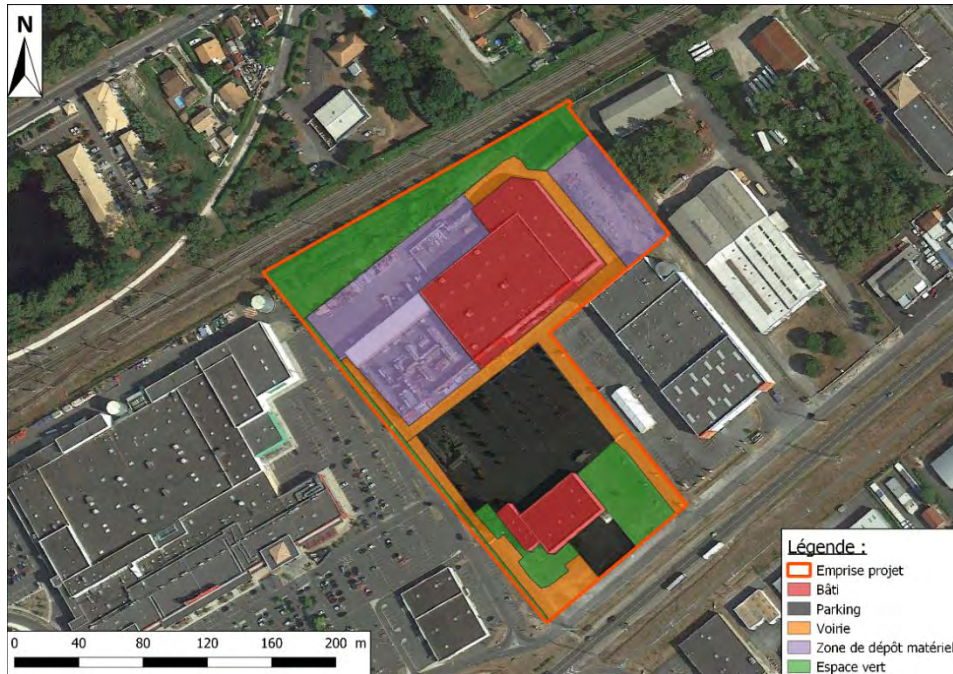 N
0 40 80 120 160 200 m
Légende :
Emprise projet
Bâti
Parking
Voirie
Zone de dépôt matériel
Espace vert